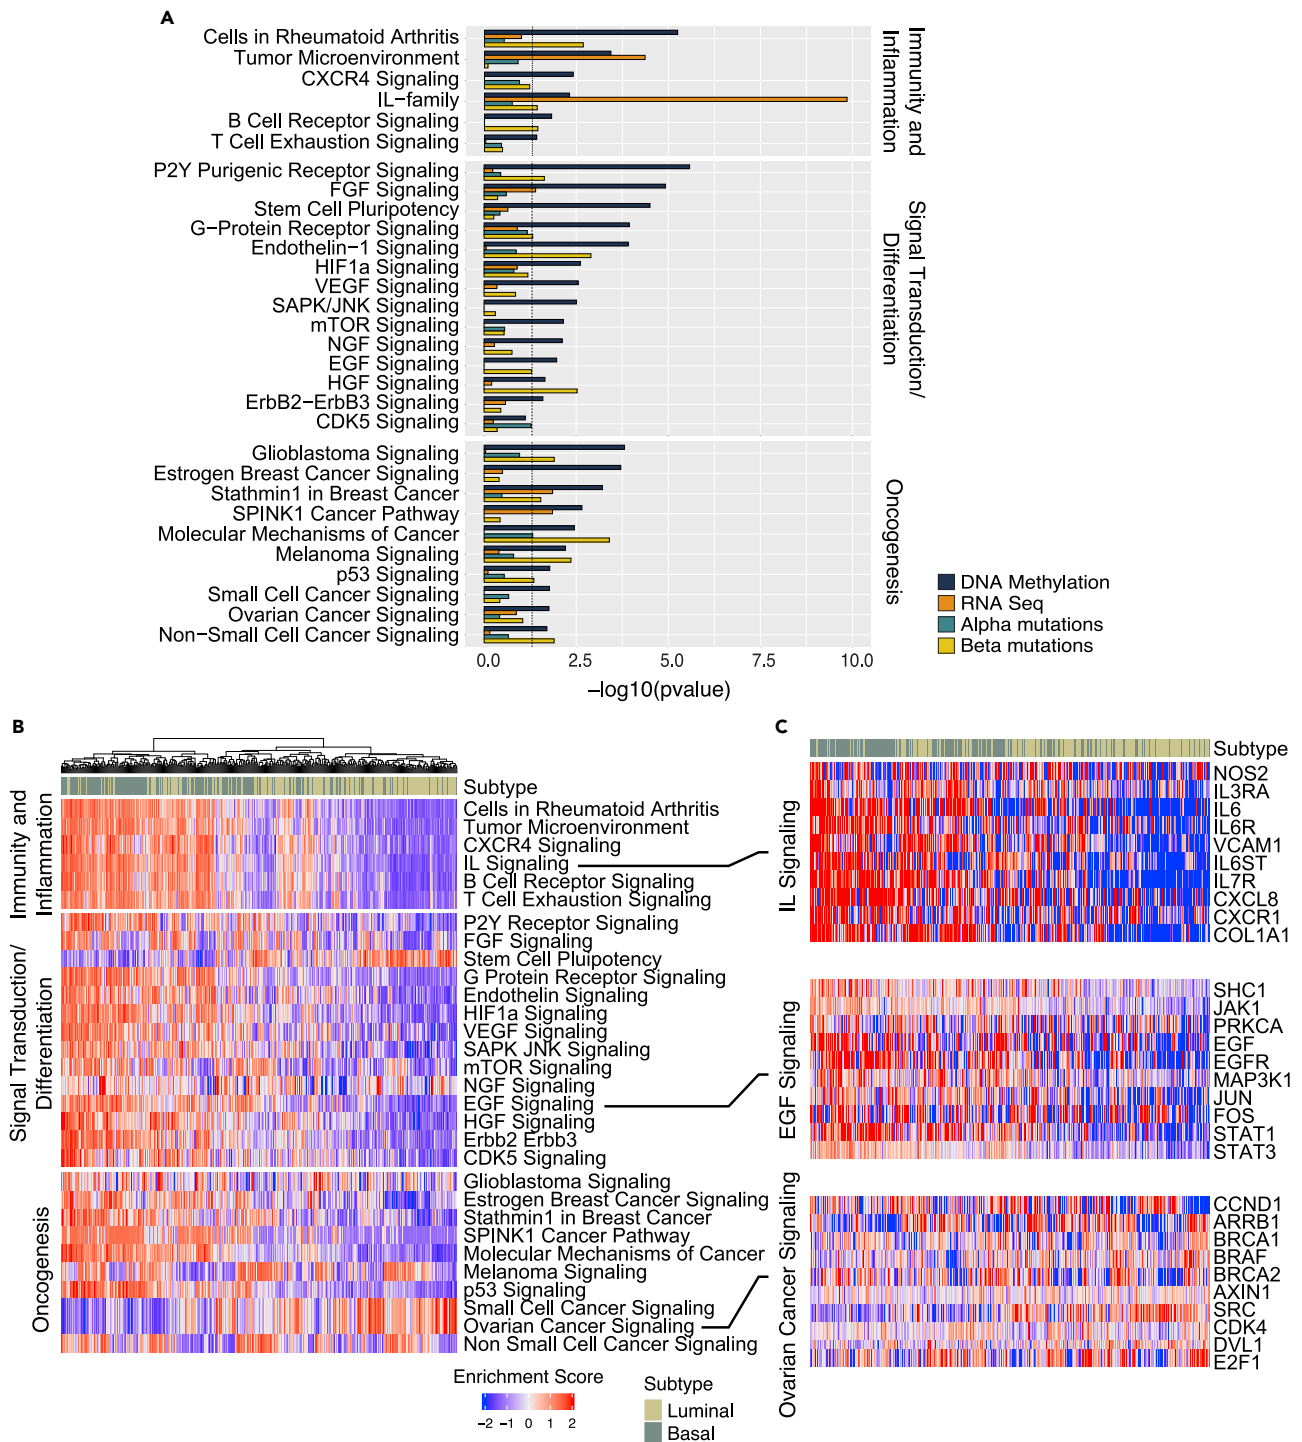 A
Cells in Rheumatoid Arthritis
Tumor Microenvironment
CXCR4 Signaling
IL−family
B Cell Receptor Signaling
T Cell Exhaustion Signaling
Immunity and
Inflammation
P2Y Purigenic Receptor Signaling
FGF Signaling
Stem Cell Pluripotency
G−Protein Receptor Signaling
Endothelin−1 Signaling
HIF1a Signaling
VEGF Signaling
SAPK/JNK Signaling
mTOR Signaling
NGF Signaling
EGF Signaling
HGF Signaling
ErbB2−ErbB3 Signaling
CDK5 Signaling
Signal Transduction/
Differentiation
Glioblastoma Signaling
Estrogen Breast Cancer Signaling
Stathmin1 in Breast Cancer
SPINK1 Cancer Pathway
Molecular Mechanisms of Cancer
Melanoma Signaling
p53 Signaling
Small Cell Cancer Signaling
Ovarian Cancer Signaling
Non−Small Cell Cancer Signaling
Oncogenesis
0.0 2.5 5.0 7.5 10.0
−log10(pvalue)
DNA Methylation
RNA Seq
Alpha mutations
Beta mutations
B
Subtype
Immunity and
Inflammation
Cells in Rheumatoid Arthritis
Tumor Microenvironment
CXCR4 Signaling
IL Signaling
B Cell Receptor Signaling
T Cell Exhaustion Signaling
Signal Transduction/
Differentiation
P2Y Receptor Signaling
FGF Signaling
Stem Cell Pluipotency
G Protein Receptor Signaling
Endothelin Signaling
HIF1a Signaling
VEGF Signaling
SAPK JNK Signaling
mTOR Signaling
NGF Signaling
EGF Signaling
HGF Signaling
Erbb2 Erbb3
CDK5 Signaling
Oncogenesis
Glioblastoma Signaling
Estrogen Breast Cancer Signaling
Stathmin1 in Breast Cancer
SPINK1 Cancer Pathway
Molecular Mechanisms of Cancer
Melanoma Signaling
p53 Signaling
Small Cell Cancer Signaling
Ovarian Cancer Signaling
Non Small Cell Cancer Signaling
Enrichment Score
−2 −1 0 1 2
Subtype
Luminal
Basal
C
Subtype
IL Signaling
NOS2
IL3RA
IL6
IL6R
VCAM1
IL6ST
IL7R
CXCL8
CXCR1
COL1A1
EGF Signaling
SHC1
JAK1
PRKCA
EGF
EGFR
MAP3K1
JUN
FOS
STAT1
STAT3
Ovarian Cancer Signaling
CCND1
ARRB1
BRCA1
BRAF
BRCA2
AXIN1
SRC
CDK4
DVL1
E2F1